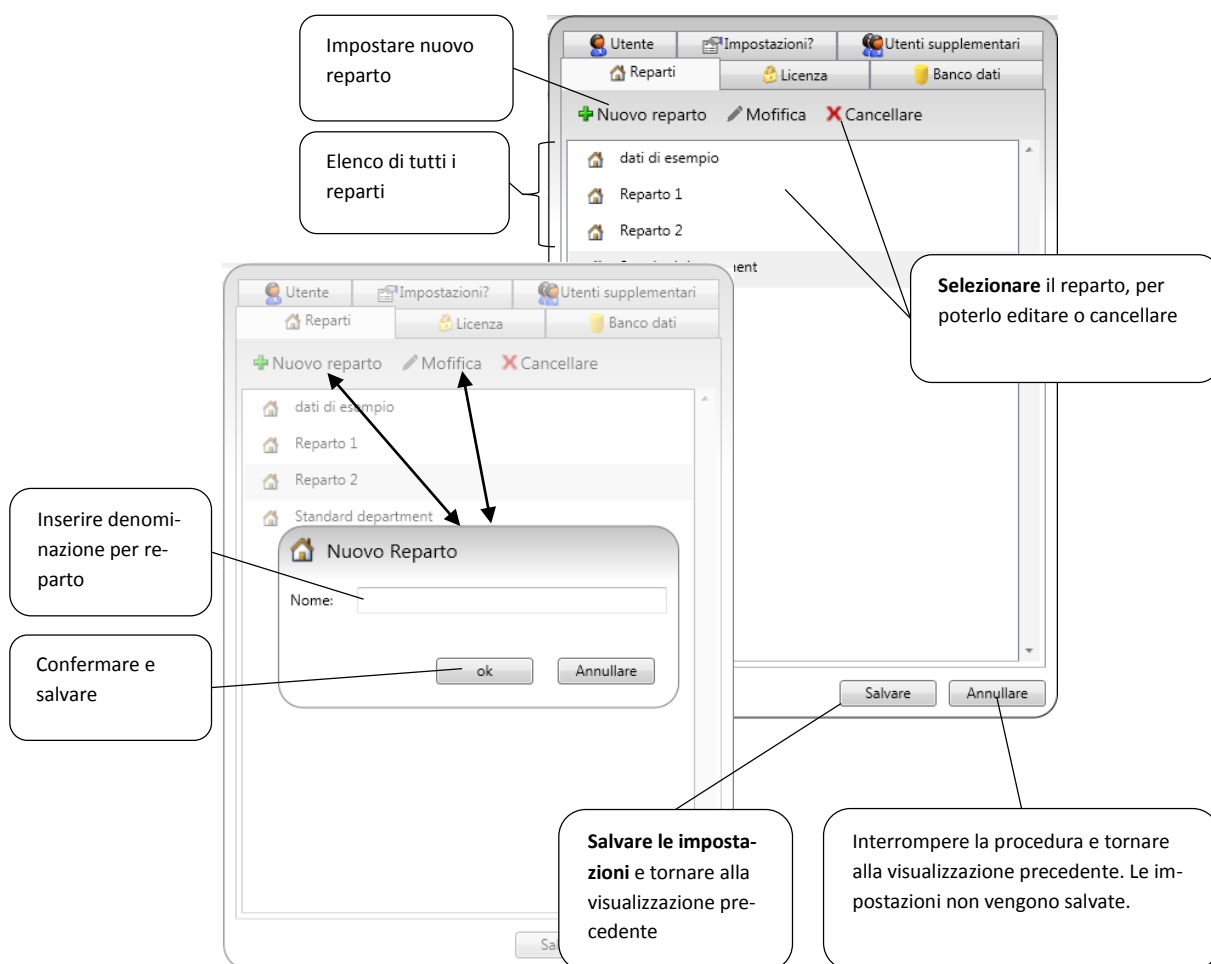 Impostare nuovo
reparto
Elenco di tutti i
reparti
Utente Impostazioni? Utenti supplementari
Reparti Licenza Banco dati
Nuovo reparto Mofifica Cancellare
dati di esempio
Reparto 1
Reparto 2
Selezionare il reparto, per
poterlo editare o cancellare
Salvare Annullare
Utente Impostazioni? Utenti supplementari
Reparti Licenza Banco dati
Nuovo reparto Mofifica Cancellare
dati di esempio
Reparto 1
Reparto 2
Standard department
Nuovo Reparto
Nome:
ok Annullare
Inserire denomi-
nazione per re-
parto
Confermare e
salvare
Salvare le imposta-
zioni e tornare alla
visualizzazione pre-
cedente
Interrompere la procedura e tornare
alla visualizzazione precedente. Le im-
postazioni non vengono salvate.